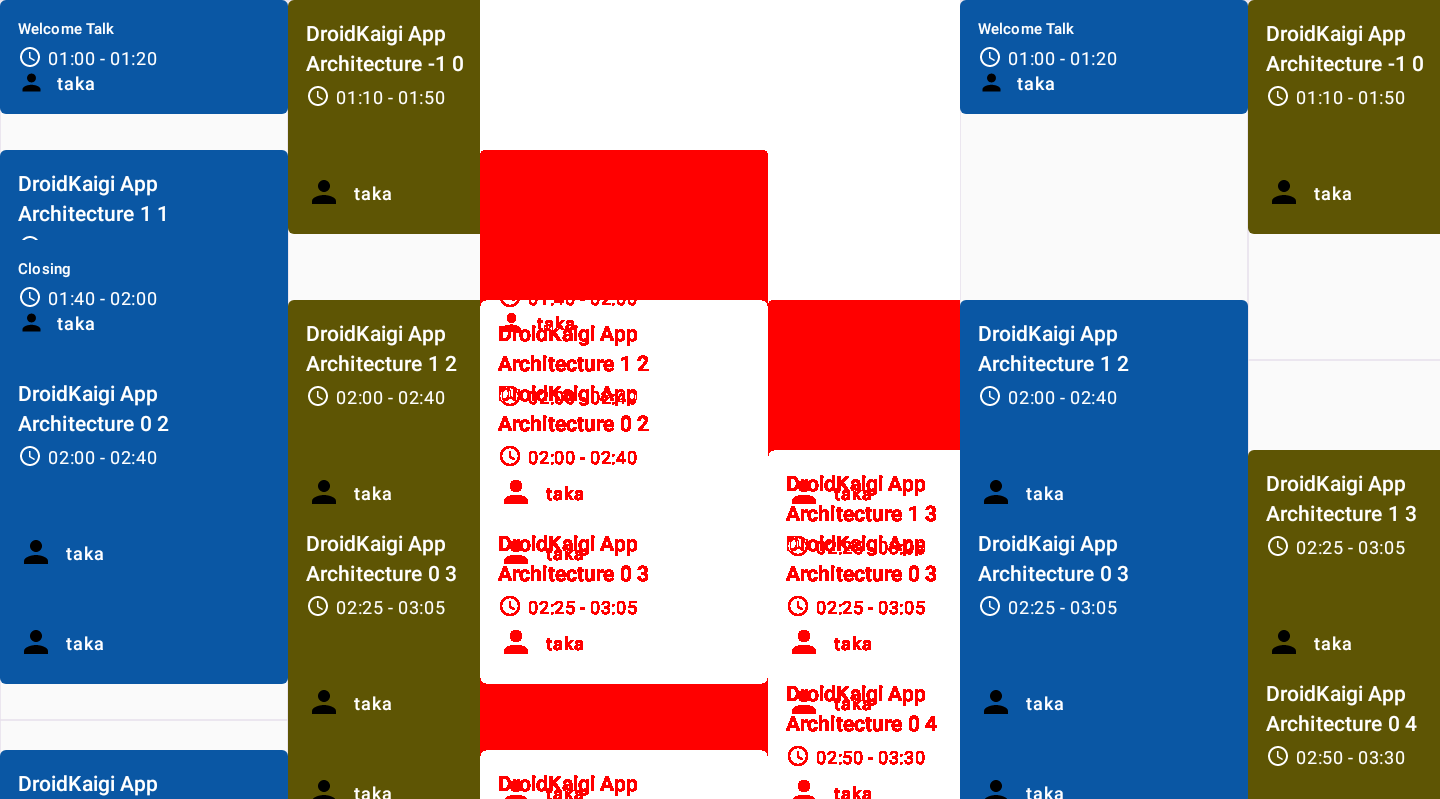 Welcome Talk
01:00 - 01:20
taka
DroidKaigi App
Architecture 1 1
Closing
01:40 - 02:00
taka
DroidKaigi App
Architecture 0 2
02:00 - 02:40
taka
taka
DroidKaigi App
DroidKaigi App
Architecture -1 0
01:10 - 01:50
taka
DroidKaigi App
Architecture 1 2
02:00 - 02:40
taka
DroidKaigi App
Architecture 0 3
02:25 - 03:05
taka
taka
01:40 - 02:00
taka
DroidKaigi App
Architecture 1 2
DroidKaigi App
Architecture 0 2
02:00 - 02:40
taka
DroidKaigi App
taka
Architecture 0 3
02:25 - 03:05
taka
DroidKaigi App
taka
DroidKaigi App
taka
Architecture 1 3
DroidKaigi App
Architecture 0 3
02:25 - 03:05
taka
DroidKaigi App
taka
Architecture 0 4
02:50 - 03:30
taka
Welcome Talk
01:00 - 01:20
taka
DroidKaigi App
Architecture 1 2
02:00 - 02:40
taka
DroidKaigi App
Architecture 0 3
02:25 - 03:05
taka
taka
DroidKaigi App
Architecture -1 0
01:10 - 01:50
taka
DroidKaigi App
Architecture 1 3
02:25 - 03:05
taka
DroidKaigi App
Architecture 0 4
02:50 - 03:30